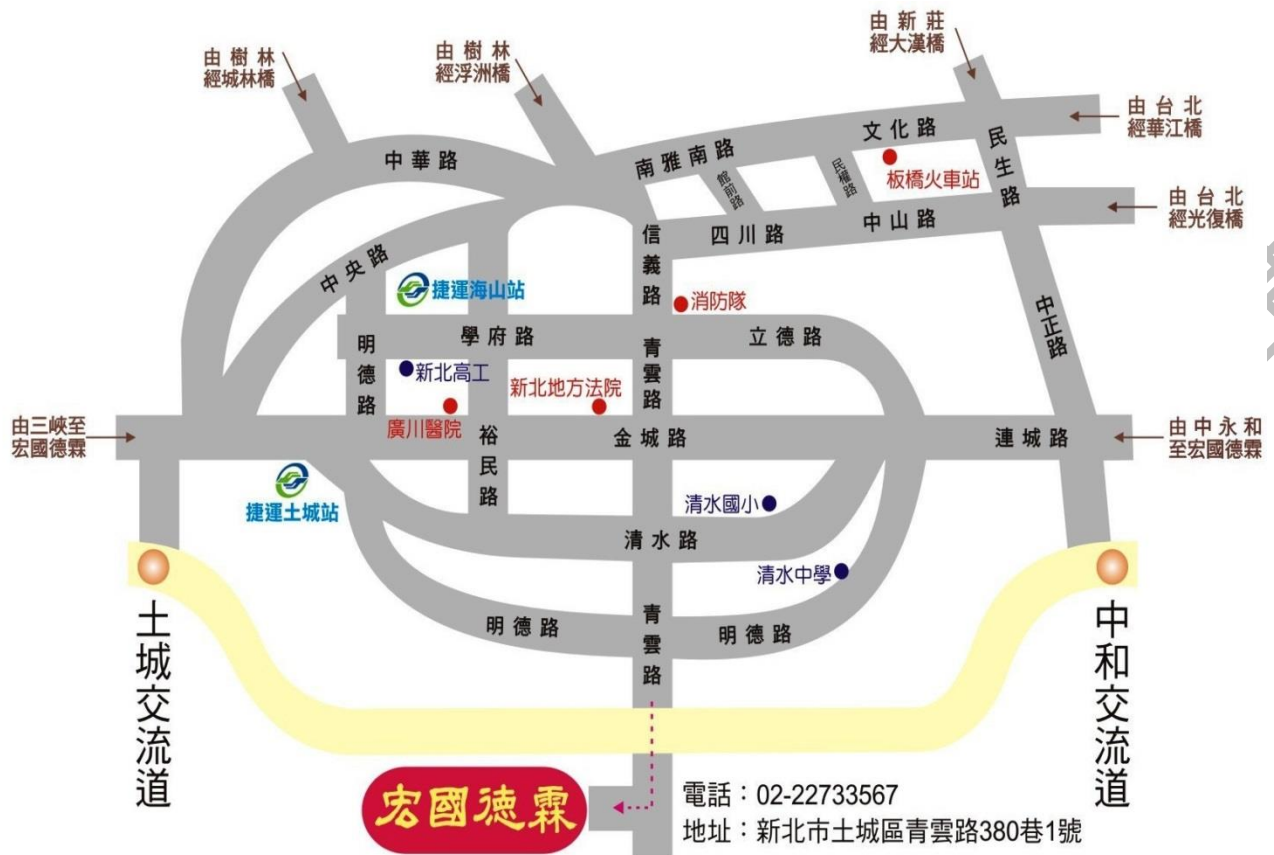 由新莊
經大漢橋
由樹林
經城林橋
由樹林
經浮洲橋
由台北
經華江橋
文化路
民生路
南雅南路
中華路
館前路
民權路
板橋火車站
由台北
經光復橋
中山路
四川路
信義路
中央路
捷運海山站
消防隊
中正路
學府路
立德路
明德路
青雲路
新北高工
新北地方法院
廣川醫院
由三峽至
宏國德霖
裕民路
金城路
連城路
由中永和
至宏國德霖
捷運土城站
清水國小
清水路
清水中學
明德路
青雲路
明德路
土城交流道
中和交流道
宏國德霖
電話：02-22733567
地址：新北市土城區青雲路380巷1號